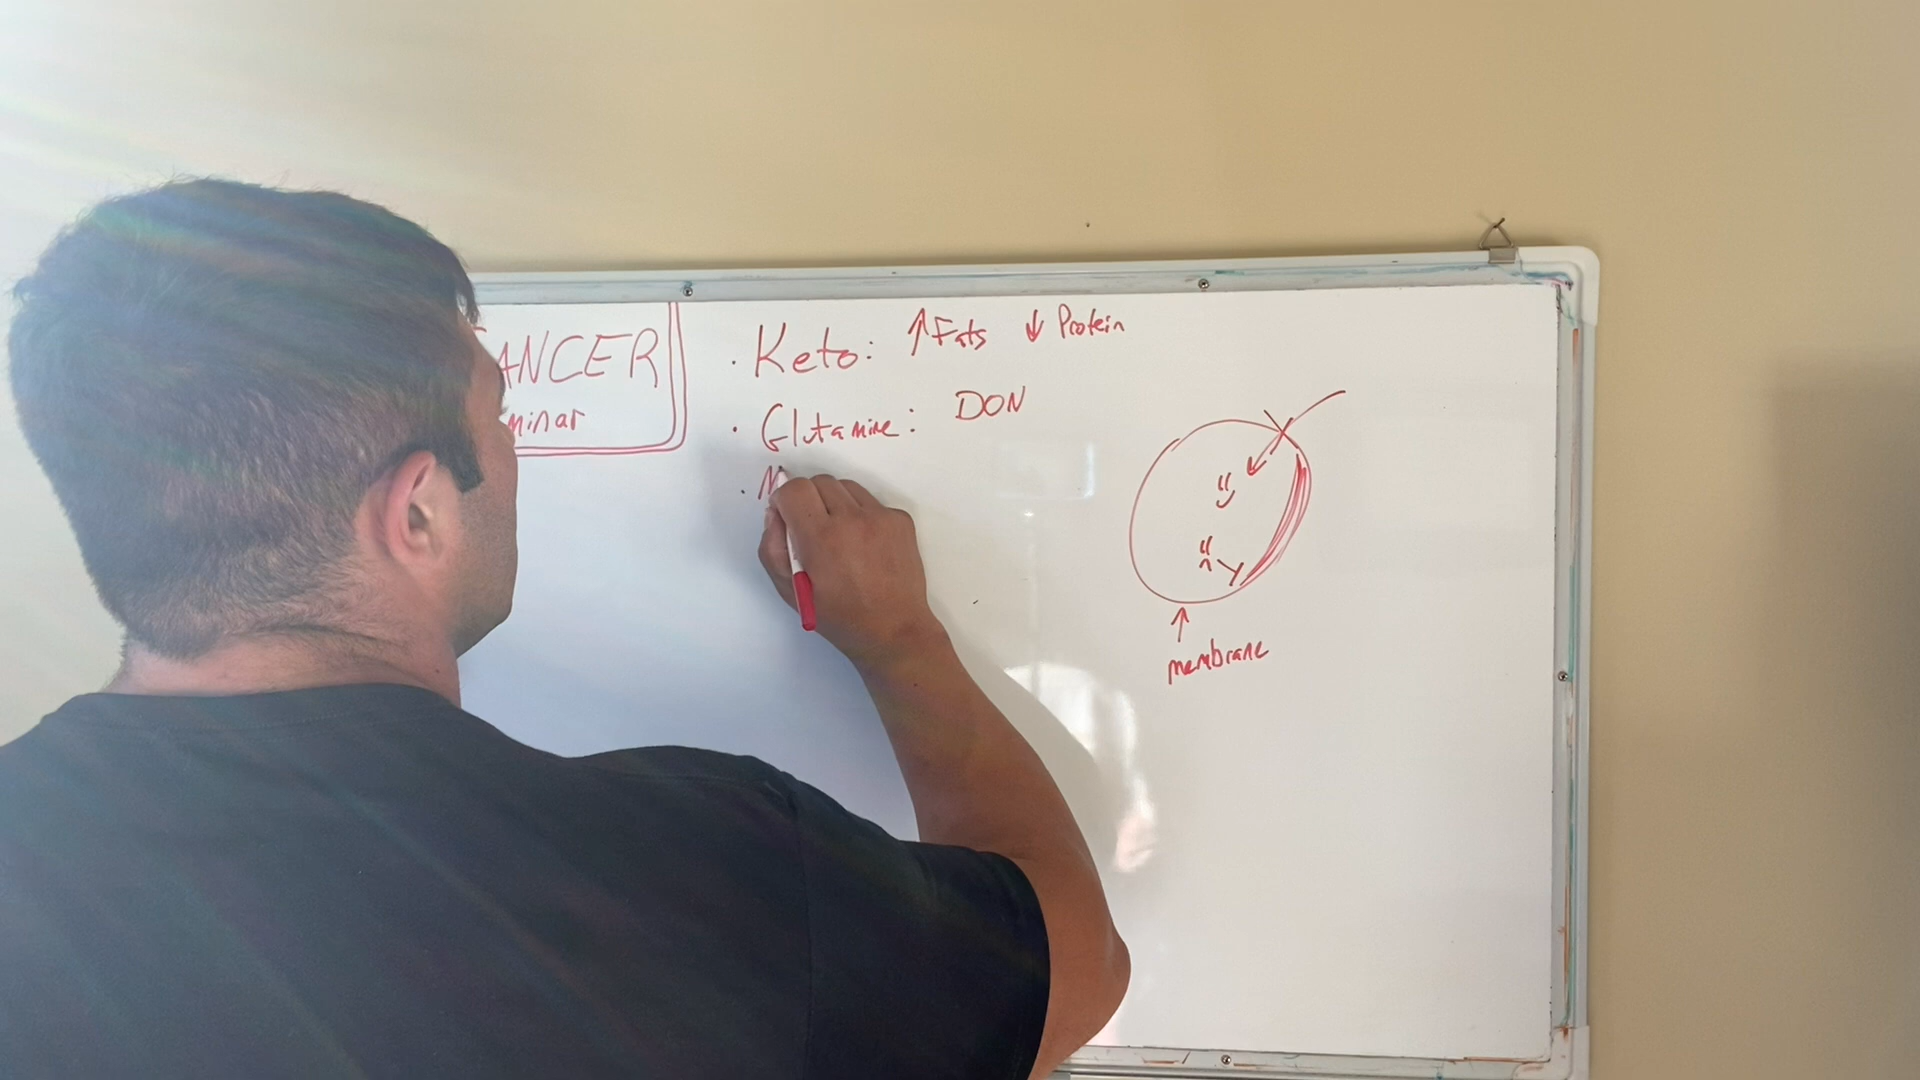 ANCER
minar
· Keto: ↑ Fats ↓ Protein
· Glutamine: DON
·
membrane